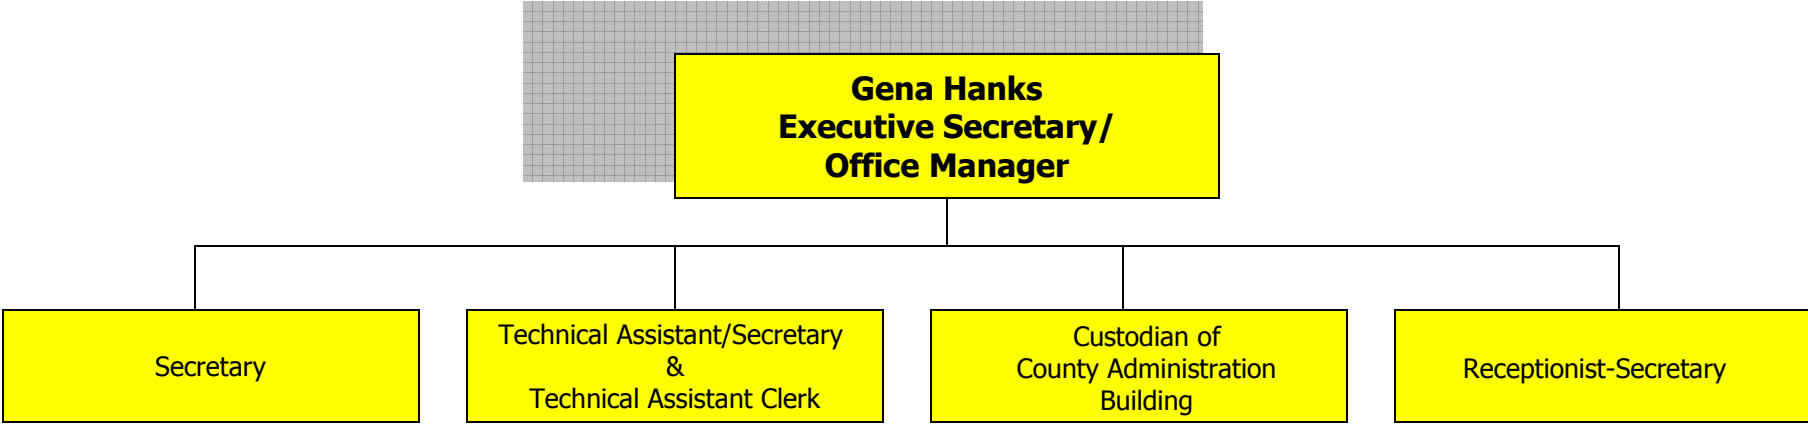 Gena Hanks
Executive Secretary/
Office Manager
Secretary
Technical Assistant/Secretary
&
Technical Assistant Clerk
Custodian of
County Administration
Building
Receptionist-Secretary